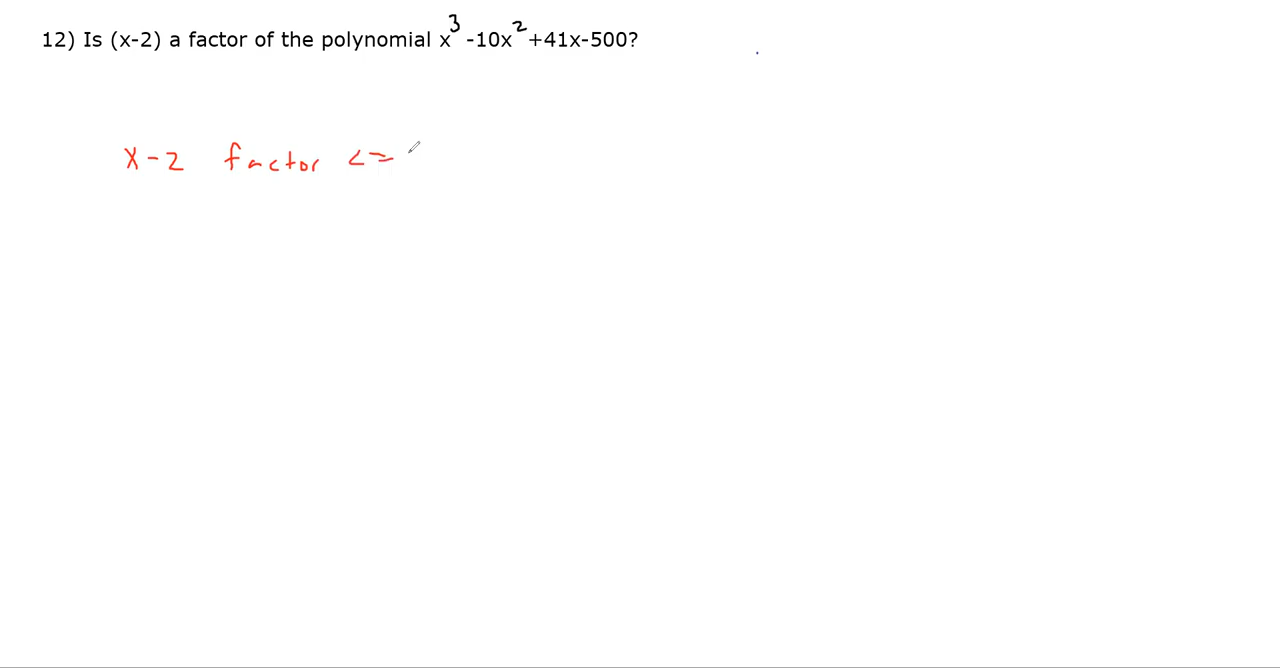 12) Is (x-2) a factor of the polynomial x³ -10x² +41x-500?
x-2 factor <=